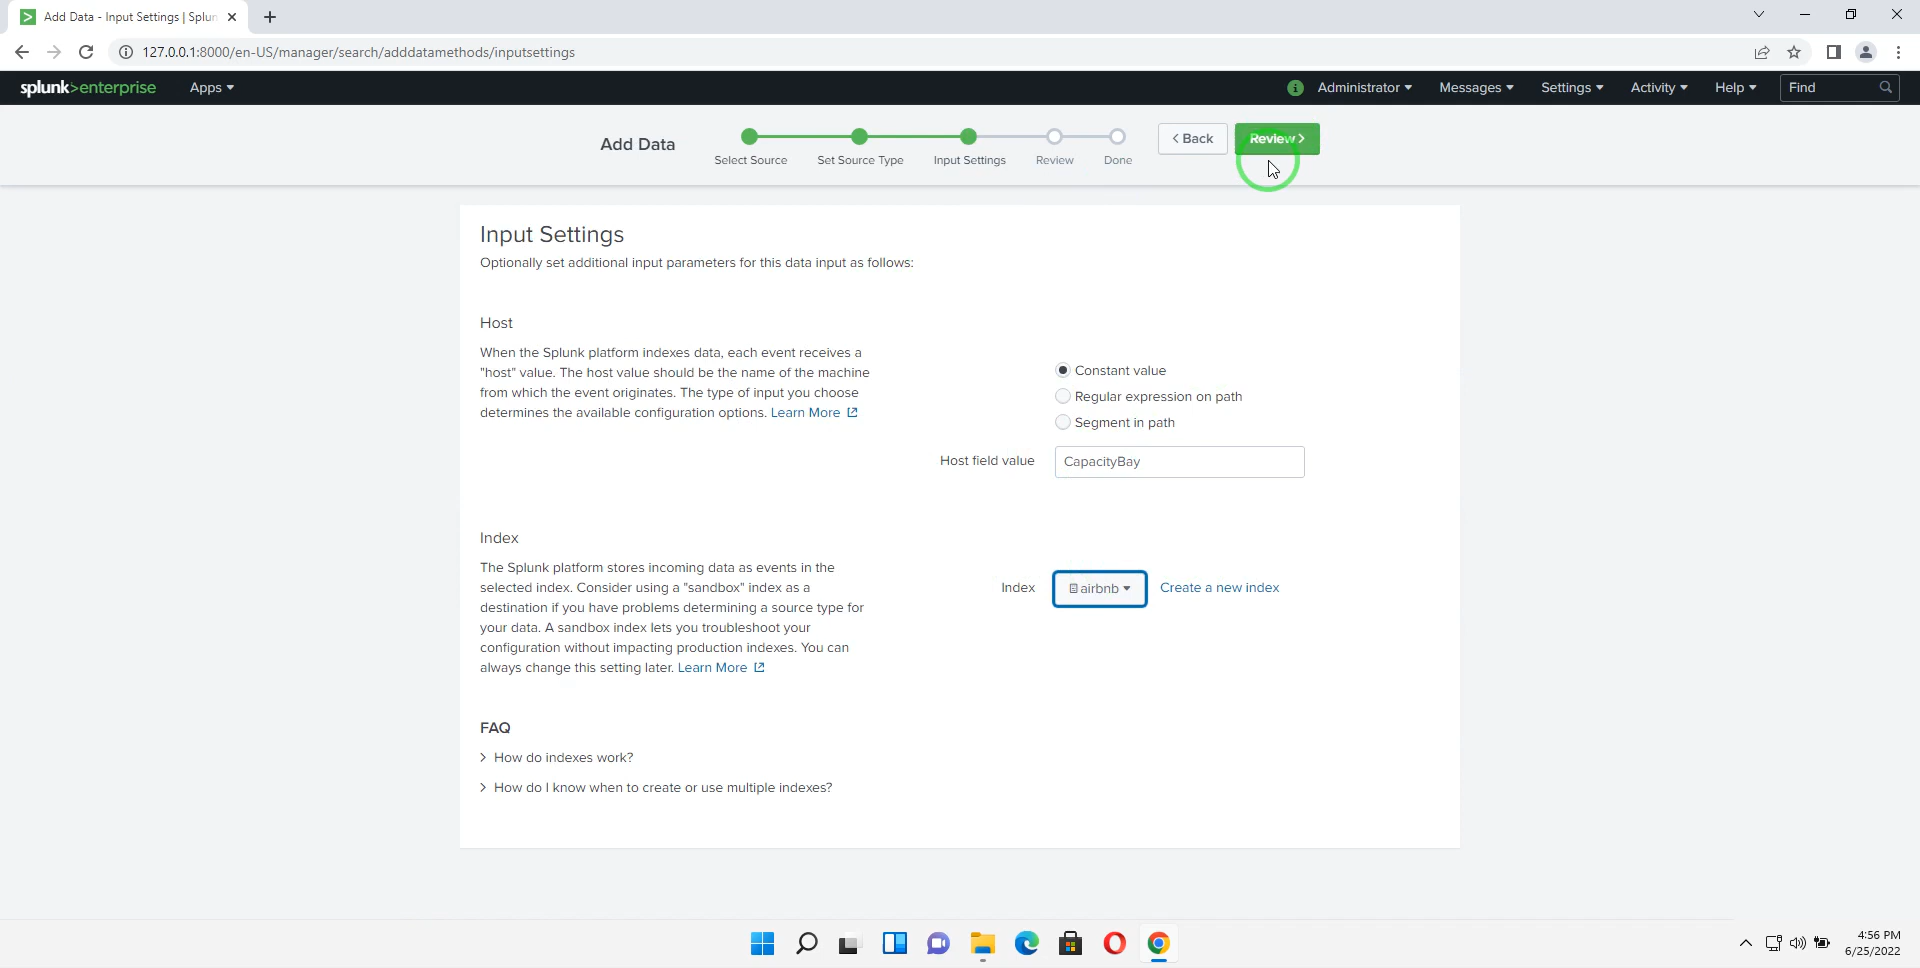 Add Data - Input Settings | Splun
127.0.0.1:8000/en-US/manager/search/adddatamethods/inputsettings
splunk>enterprise Apps Administrator Messages Settings Activity Help Find
Add Data
Select Source Set Source Type Input Settings Review Done
< Back Review >
Input Settings
Optionally set additional input parameters for this data input as follows:
Host
When the Splunk platform indexes data, each event receives a
"host" value. The host value should be the name of the machine
from which the event originates. The type of input you choose
determines the available configuration options. Learn More
Constant value
Regular expression on path
Segment in path
Host field value CapacityBay
Index
The Splunk platform stores incoming data as events in the
selected index. Consider using a "sandbox" index as a
destination if you have problems determining a source type for
your data. A sandbox index lets you troubleshoot your
configuration without impacting production indexes. You can
always change this setting later. Learn More
Index airbnb Create a new index
FAQ
> How do indexes work?
> How do I know when to create or use multiple indexes?
4:56 PM
6/25/2022